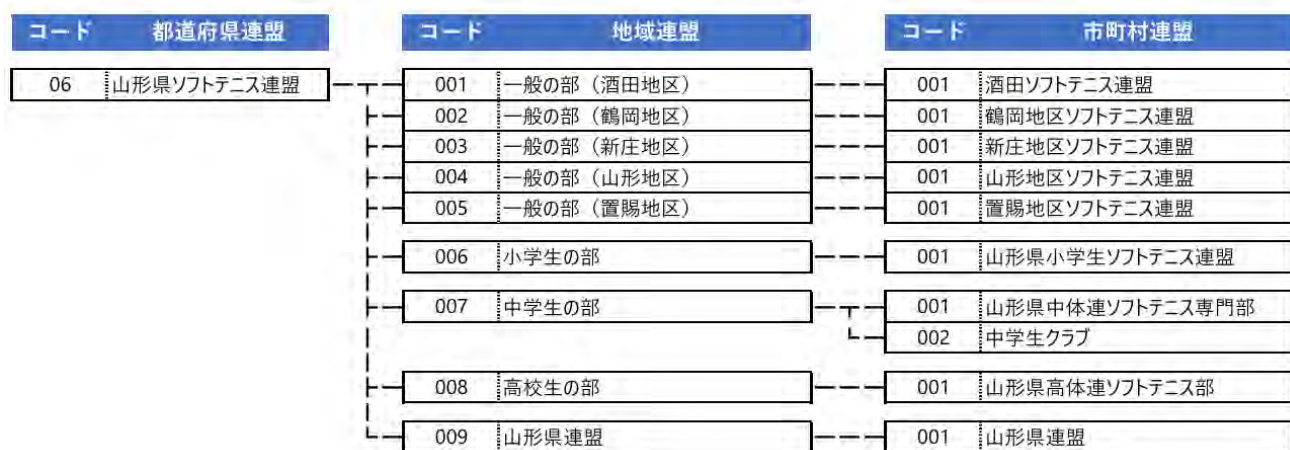 コード 都道府県連盟 コード 地域連盟 コード 市町村連盟
06 山形県ソフトテニス連盟 001 一般の部（酒田地区） 001 酒田ソフトテニス連盟
002 一般の部（鶴岡地区） 001 鶴岡地区ソフトテニス連盟
003 一般の部（新庄地区） 001 新庄地区ソフトテニス連盟
004 一般の部（山形地区） 001 山形地区ソフトテニス連盟
005 一般の部（置賜地区） 001 置賜地区ソフトテニス連盟
006 小学生の部 001 山形県小学生ソフトテニス連盟
007 中学生の部 001 山形県中体連ソフトテニス専門部
002 中学生クラブ
008 高校生の部 001 山形県高体連ソフトテニス部
009 山形県連盟 001 山形県連盟